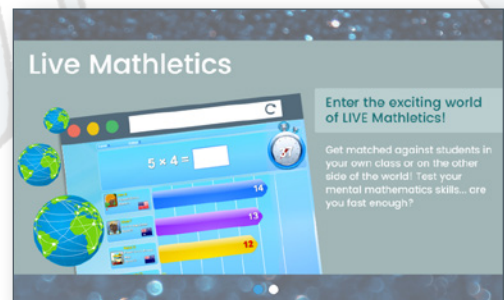 Live Mathletics
Enter the exciting world
of LIVE Mathletics!
Get matched against students in
your own class or on the other
side of the world! Test your
mental mathematics skills... are
you fast enough?
5 × 4 =
14
13
12